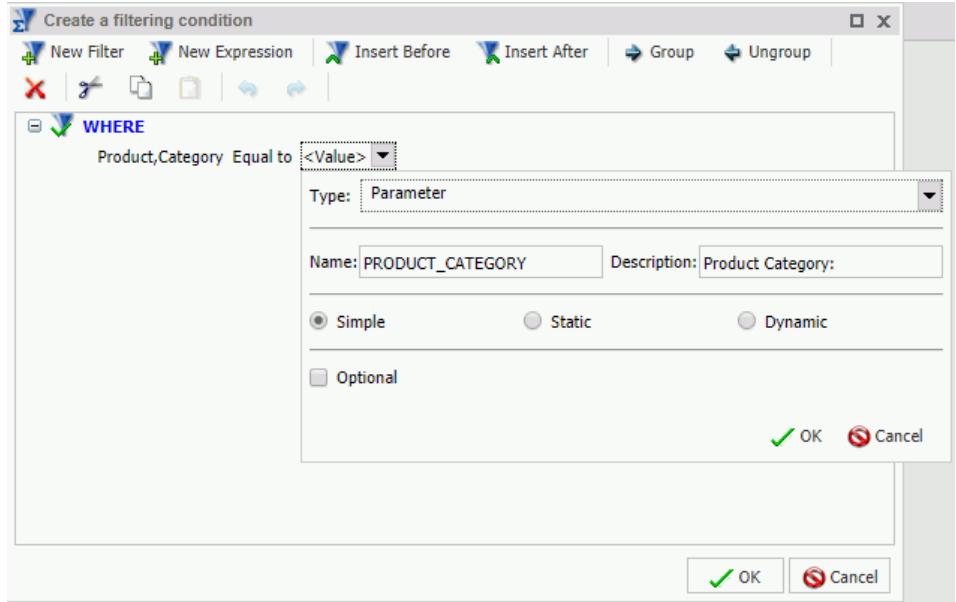 Create a filtering condition
New Filter New Expression Insert Before Insert After Group Ungroup
WHERE
Product,Category Equal to <Value>
Type: Parameter
Name: PRODUCT_CATEGORY Description: Product Category:
Simple Static Dynamic
Optional
OK Cancel
OK Cancel